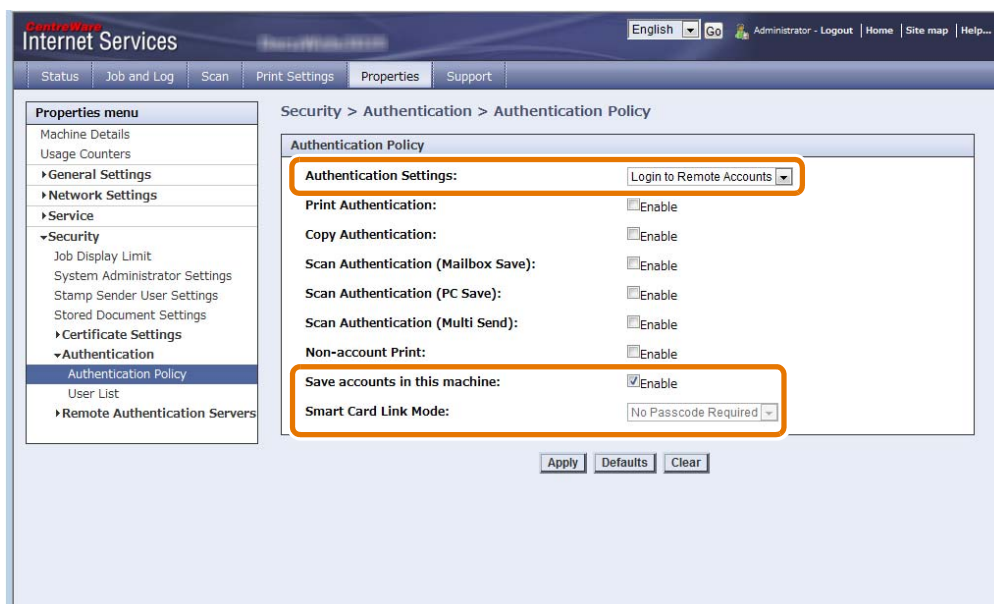 CentreWare
Internet Services
English Go Administrator - Logout | Home | Site map | Help...
Status Job and Log Scan Print Settings Properties Support
Properties menu
Machine Details
Usage Counters
General Settings
Network Settings
Service
Security
Job Display Limit
System Administrator Settings
Stamp Sender User Settings
Stored Document Settings
Certificate Settings
Authentication
Authentication Policy
User List
Remote Authentication Servers
Security > Authentication > Authentication Policy
Authentication Policy
Authentication Settings: Login to Remote Accounts
Print Authentication: Enable
Copy Authentication: Enable
Scan Authentication (Mailbox Save): Enable
Scan Authentication (PC Save): Enable
Scan Authentication (Multi Send): Enable
Non-account Print: Enable
Save accounts in this machine: Enable
Smart Card Link Mode: No Passcode Required
Apply Defaults Clear